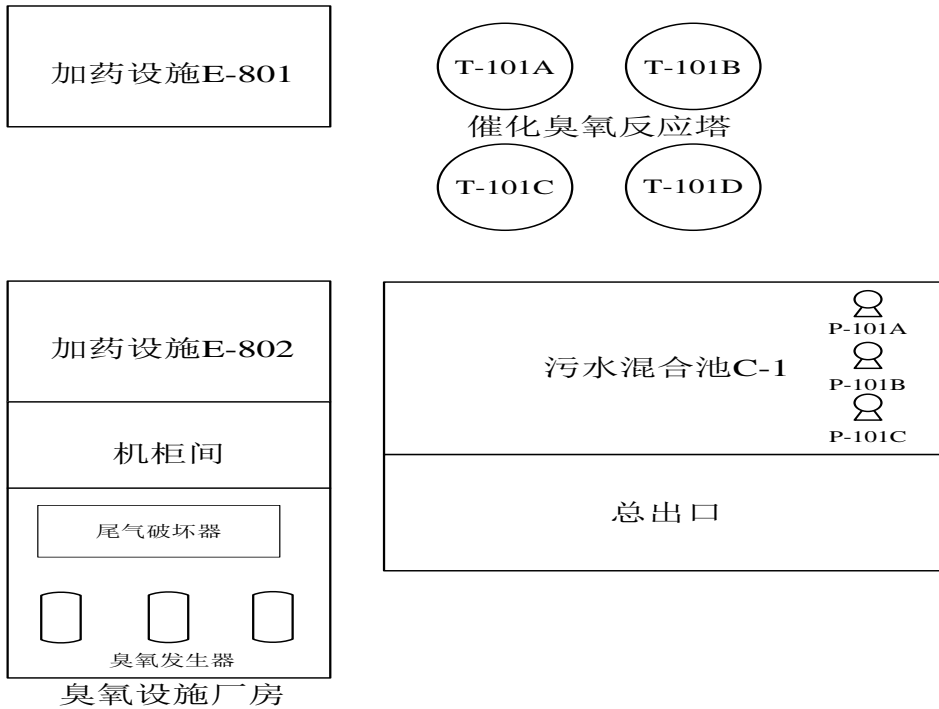 加药设施E-801
T-101A
T-101B
催化臭氧反应塔
T-101C
T-101D
加药设施E-802
机柜间
尾气破坏器
臭氧发生器
臭氧设施厂房
P-101A
污水混合池C-1
P-101B
P-101C
总出口